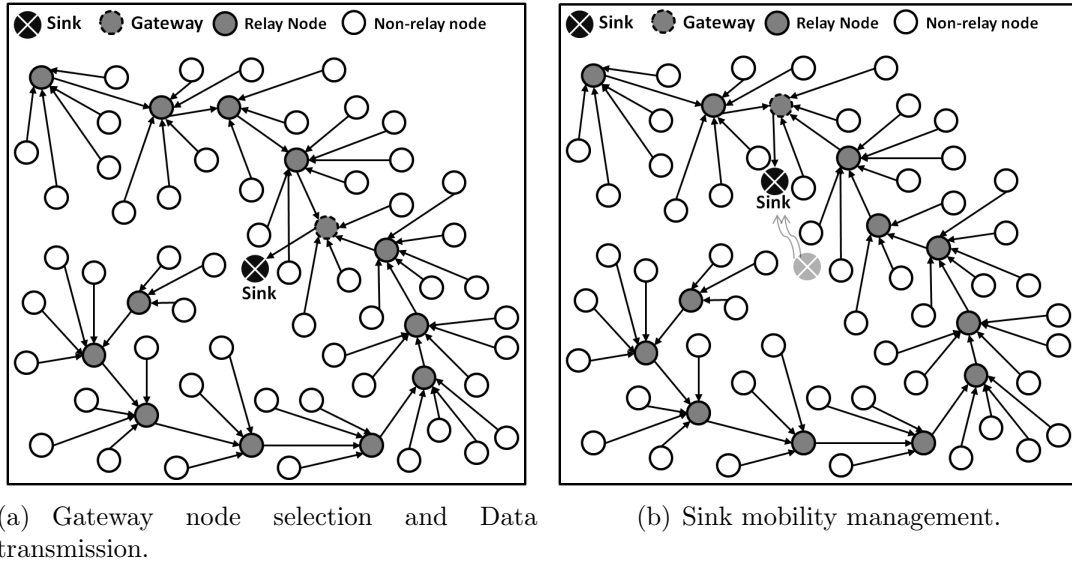 Sink Gateway Relay Node Non-relay node
Sink
Sink Gateway Relay Node Non-relay node
Sink
(a) Gateway node selection and Data
transmission.
(b) Sink mobility management.